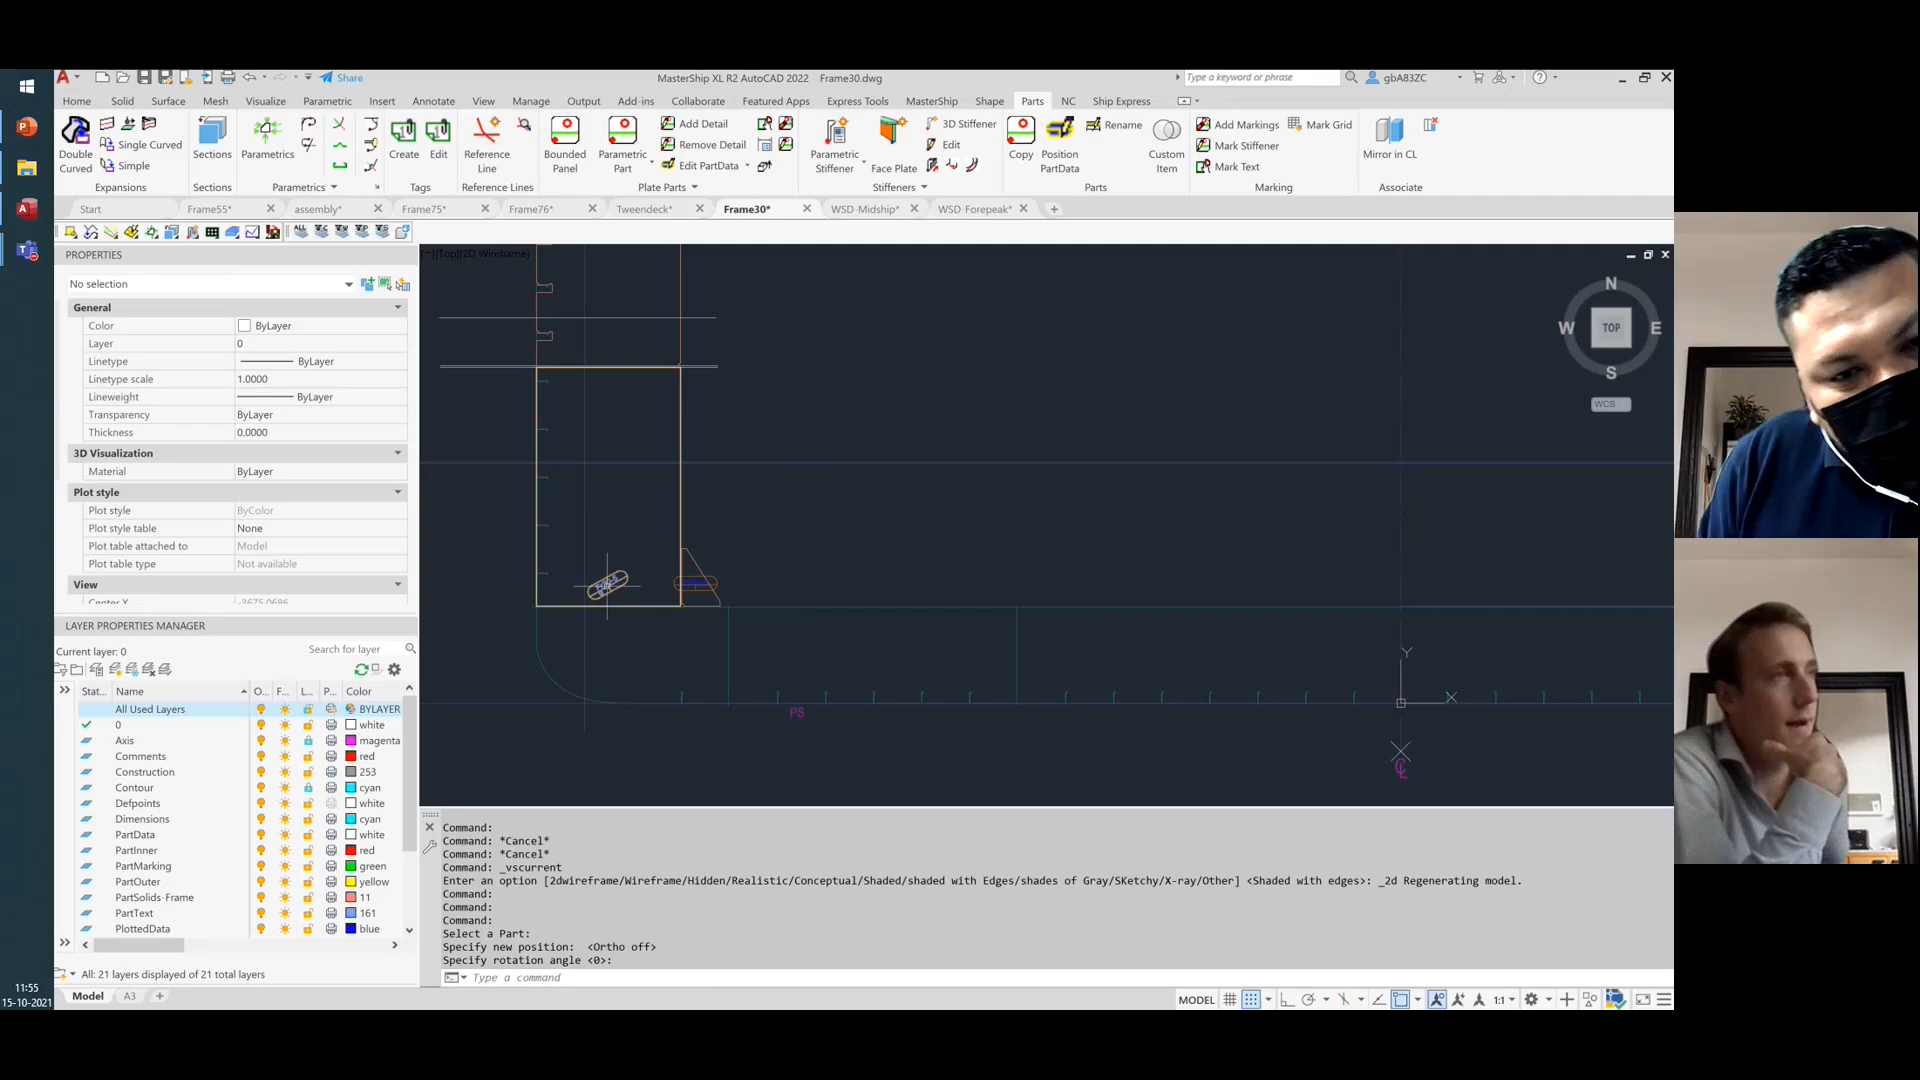 Share
MasterShip XL R2 AutoCAD 2022 Frame30.dwg
Type a keyword or phrase
gbA83ZC
Home Solid Surface Mesh Visualize Parametric Insert Annotate View Manage Output Add-ins Collaborate Featured Apps Express Tools MasterShip Shape Parts NC Ship Express
Double Curved
Single Curved
Simple
Sections
Parametrics
Create
Edit
Reference Line
Bounded Panel
Parametric Part
Add Detail
Remove Detail
Edit PartData
Parametric Stiffener
Face Plate
3D Stiffener
Edit
Copy
Position PartData
Rename
Custom Item
Add Markings
Mark Stiffener
Mark Text
Mark Grid
Mirror in CL
Expansions Sections Parametrics Tags Reference Lines Plate Parts Stiffeners Parts Marking Associate
Start Frame55* assembly* Frame75* Frame76* Tweendeck* Frame30* WSD-Midship* WSD-Forepeak*
ALL
PROPERTIES
No selection
General
Color ByLayer
Layer 0
Linetype ByLayer
Linetype scale 1.0000
Lineweight ByLayer
Transparency ByLayer
Thickness 0.0000
3D Visualization
Material ByLayer
Plot style
Plot style ByColor
Plot style table None
Plot table attached to Model
Plot table type Not available
View
Center X -3675.0686
[−][Top][2D Wireframe]
N
W TOP E
S
WCS
PS
Y
X
LAYER PROPERTIES MANAGER
Current layer: 0
Search for layer
Stat... Name O... F... L... P... Color
All Used Layers BYLAYER
0 white
Axis magenta
Comments red
Construction 253
Contour cyan
Defpoints white
Dimensions cyan
PartData white
PartInner red
PartMarking green
PartOuter yellow
PartSolids-Frame 11
PartText 161
PlottedData blue
All: 21 layers displayed of 21 total layers
Command:
Command: *Cancel*
Command: *Cancel*
Command: _vscurrent
Enter an option [2dwireframe/Wireframe/Hidden/Realistic/Conceptual/Shaded/shaded with Edges/shades of Gray/SKetchy/X-ray/Other] <Shaded with edges>: _2d Regenerating model.
Command:
Command:
Command:
Select a Part:
Specify new position: <Ortho off>
Specify rotation angle <0>:
Type a command
Model A3
MODEL
1:1
11:55
15-10-2021